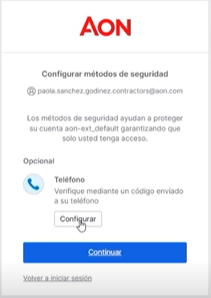 AON
Configurar métodos de seguridad
paola.sanchez.godinez.contractors@aon.com
Los métodos de seguridad ayudan a proteger
su cuenta aon-ext_default garantizando que
solo usted tenga acceso.
Opcional
Teléfono
Verifique mediante un código enviado
a su teléfono
Configurar
Continuar
Volver a iniciar sesión